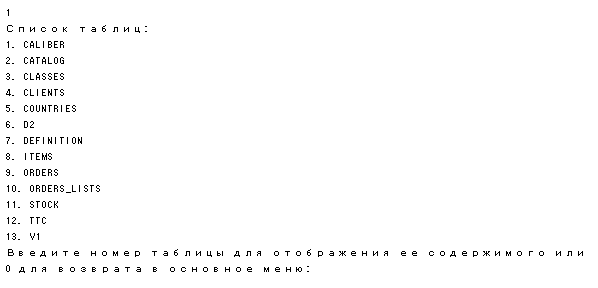 1
Список таблиц:
1. CALIBER
2. CATALOG
3. CLASSES
4. CLIENTS
5. COUNTRIES
6. D2
7. DEFINITION
8. ITEMS
9. ORDERS
10. ORDERS_LISTS
11. STOCK
12. TTC
13. V1
Введите номер таблицы для отображения ее содержимого или
0 для возврата в основное меню: